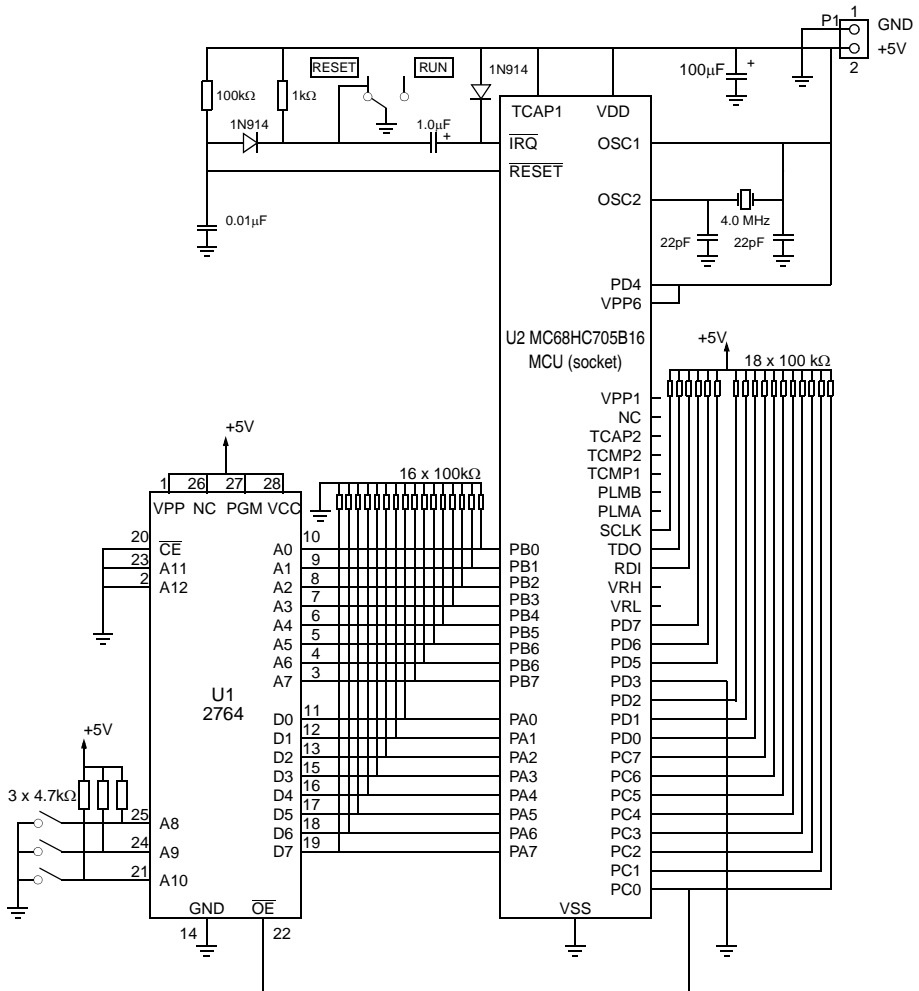 P1
1
GND
+5V
2
RESET
RUN
1N914
100µF
+
100kΩ
1kΩ
1N914
1.0µF
+
0.01µF
TCAP1
VDD
IRQ
OSC1
RESET
OSC2
4.0 MHz
22pF
22pF
PD4
VPP6
U2 MC68HC705B16
MCU (socket)
+5V
18 x 100 kΩ
VPP1
NC
TCAP2
TCMP2
TCMP1
PLMB
PLMA
SCLK
TDO
RDI
VRH
VRL
PD7
PD6
PD5
PD3
PD2
PD1
PD0
PC7
PC6
PC5
PC4
PC3
PC2
PC1
PC0
+5V
16 x 100kΩ
1
26
27
28
VPP
NC
PGM
VCC
20
CE
23
A11
2
A12
A0
10
A1
9
A2
8
A3
7
A4
6
A5
5
A6
4
A7
3
U1
2764
D0
11
D1
12
D2
13
D3
15
D4
16
D5
17
D6
18
D7
19
PB0
PB1
PB2
PB3
PB4
PB5
PB6
PB6
PB7
PA0
PA1
PA2
PA3
PA4
PA5
PA6
PA7
+5V
3 x 4.7kΩ
25
A8
24
A9
21
A10
GND
OE
14
22
VSS